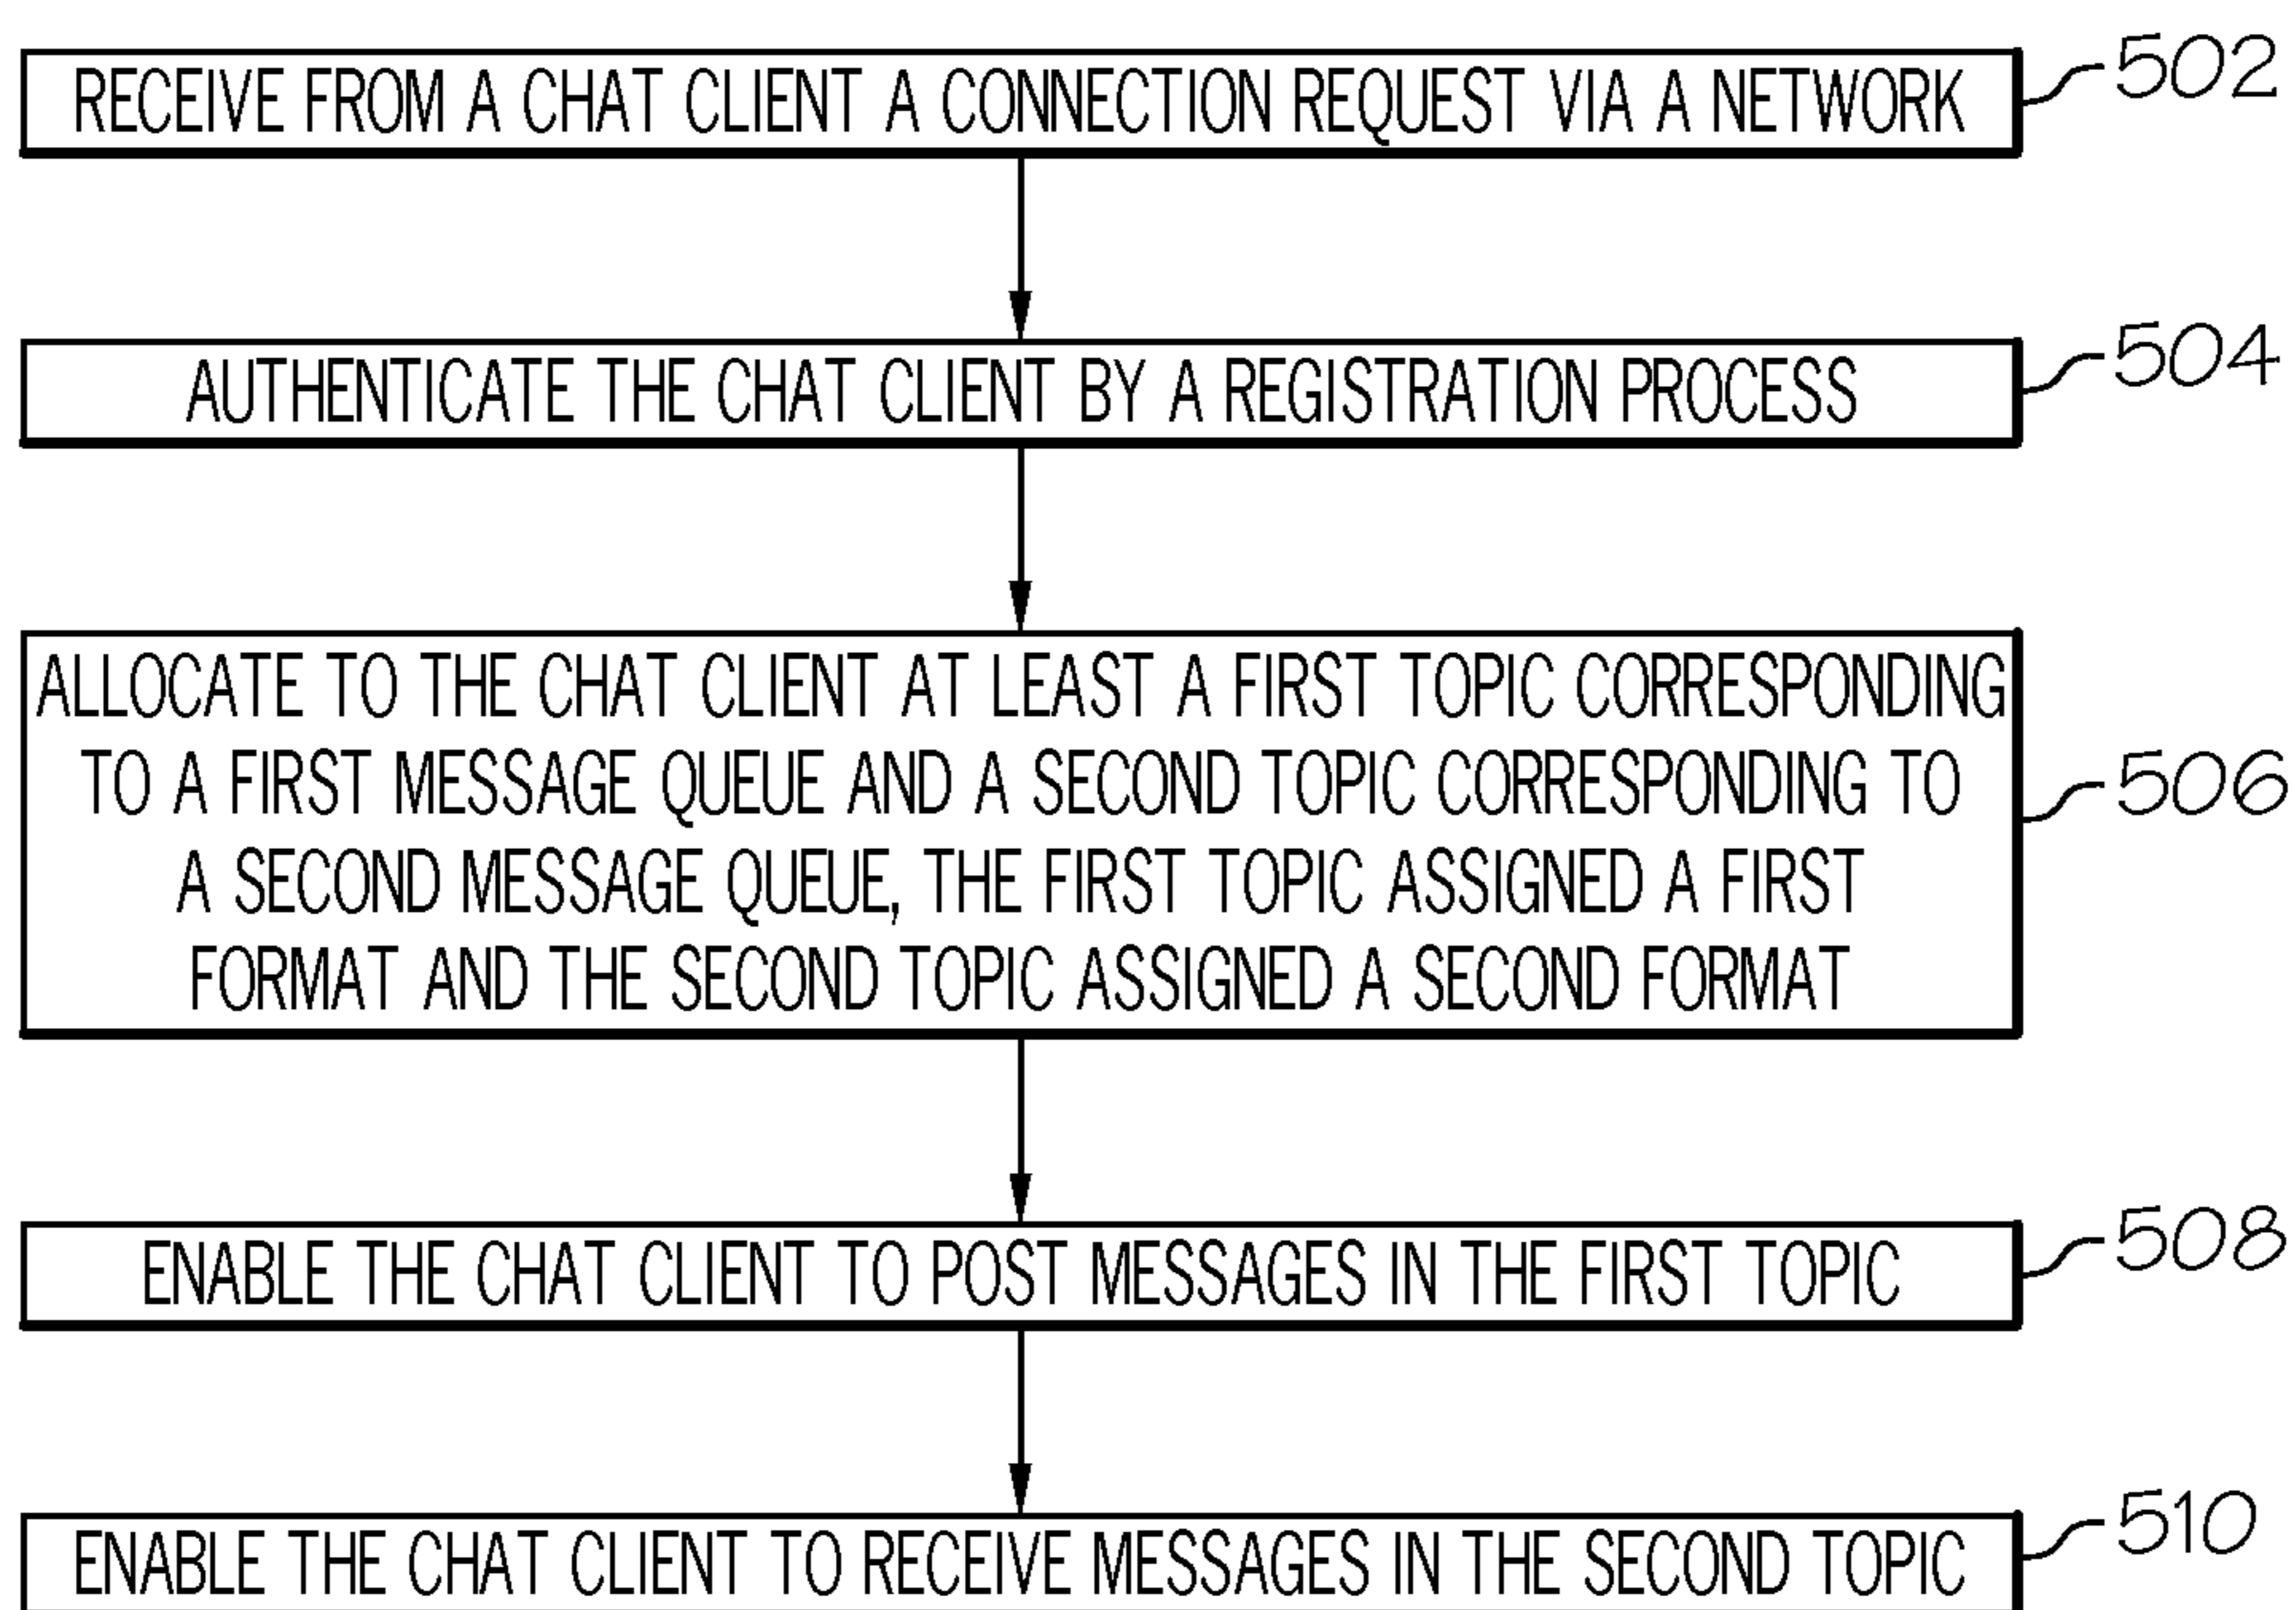 RECEIVE FROM A CHAT CLIENT A CONNECTION REQUEST VIA A NETWORK
502
AUTHENTICATE THE CHAT CLIENT BY A REGISTRATION PROCESS
504
ALLOCATE TO THE CHAT CLIENT AT LEAST A FIRST TOPIC CORRESPONDING
TO A FIRST MESSAGE QUEUE AND A SECOND TOPIC CORRESPONDING TO
A SECOND MESSAGE QUEUE, THE FIRST TOPIC ASSIGNED A FIRST
FORMAT AND THE SECOND TOPIC ASSIGNED A SECOND FORMAT
506
ENABLE THE CHAT CLIENT TO POST MESSAGES IN THE FIRST TOPIC
508
ENABLE THE CHAT CLIENT TO RECEIVE MESSAGES IN THE SECOND TOPIC
510